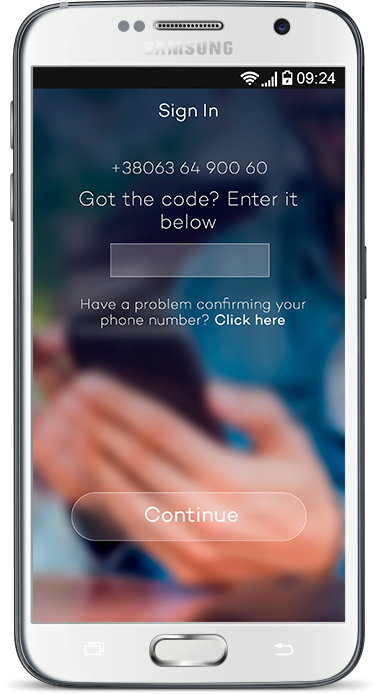 SAMSUNG
09:24
Sign In
+38063 64 900 60
Got the code? Enter it
below
Have a problem confirming your
phone number? Click here
Continue